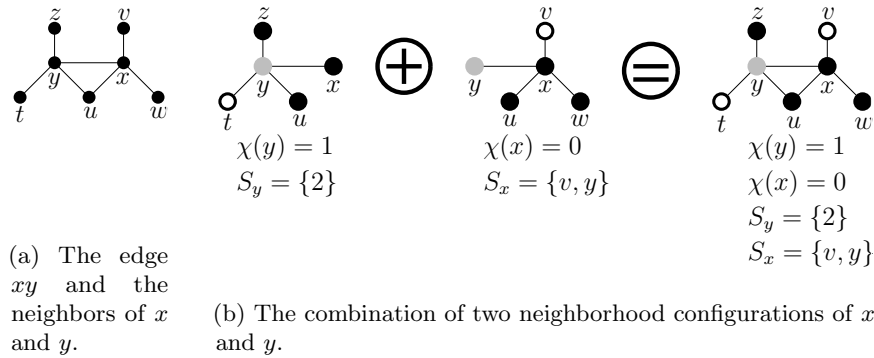 z v
y x
t u w
z
y x
t u
χ(y) = 1
S_y = {2}
v
y x
u w
χ(x) = 0
S_x = {v, y}
z v
y x
t u w
χ(y) = 1
χ(x) = 0
S_y = {2}
S_x = {v, y}
(a) The edge
xy and the
neighbors of x
and y.
(b) The combination of two neighborhood configurations of x
and y.